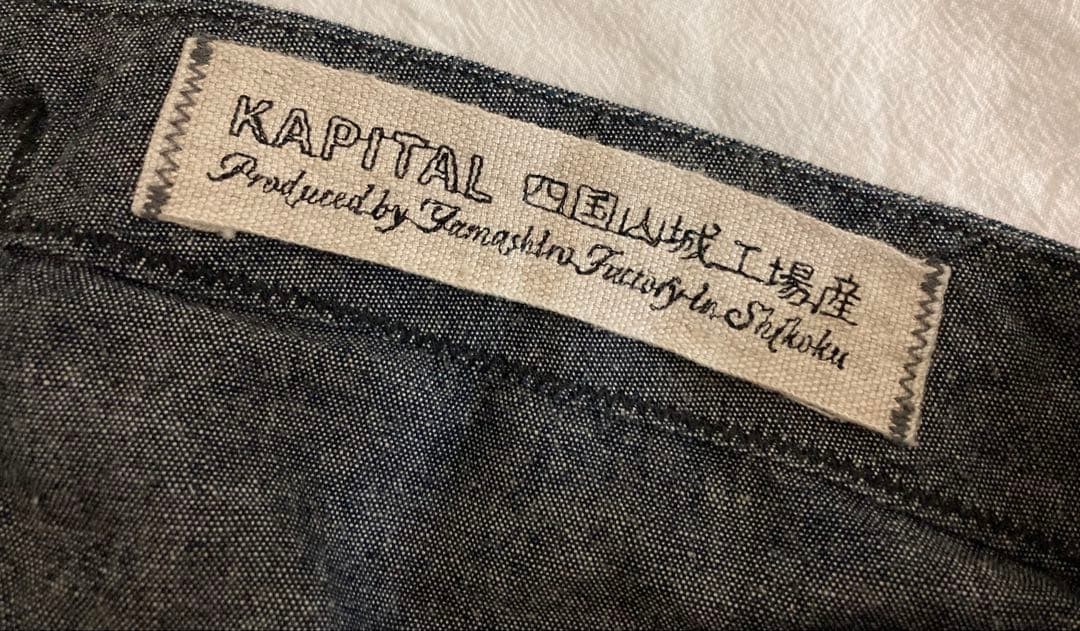 KAPITAL 四国山城工場産
Produced by Yamashiro Factory In Shikoku